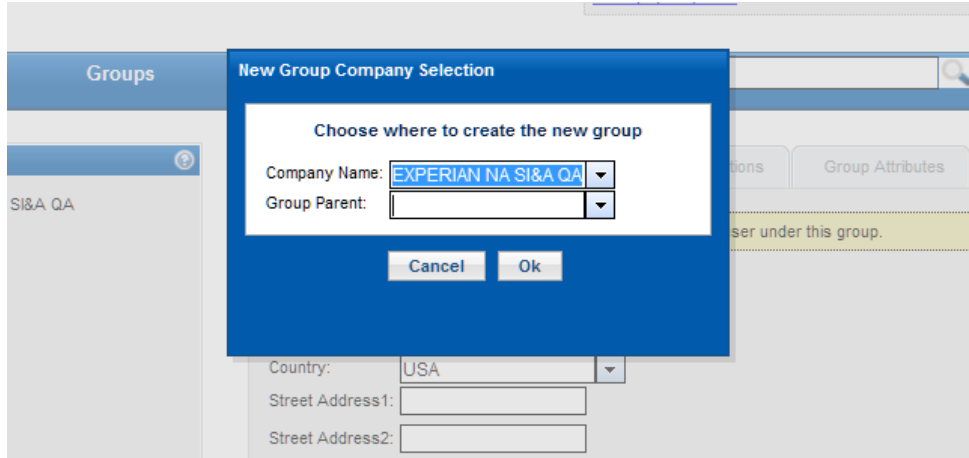 Groups
New Group Company Selection
Choose where to create the new group
Company Name: EXPERIAN NA SI&A QA
Group Parent:
Cancel Ok
SI&A QA
Group Attributes
ser under this group.
Country: USA
Street Address1:
Street Address2: